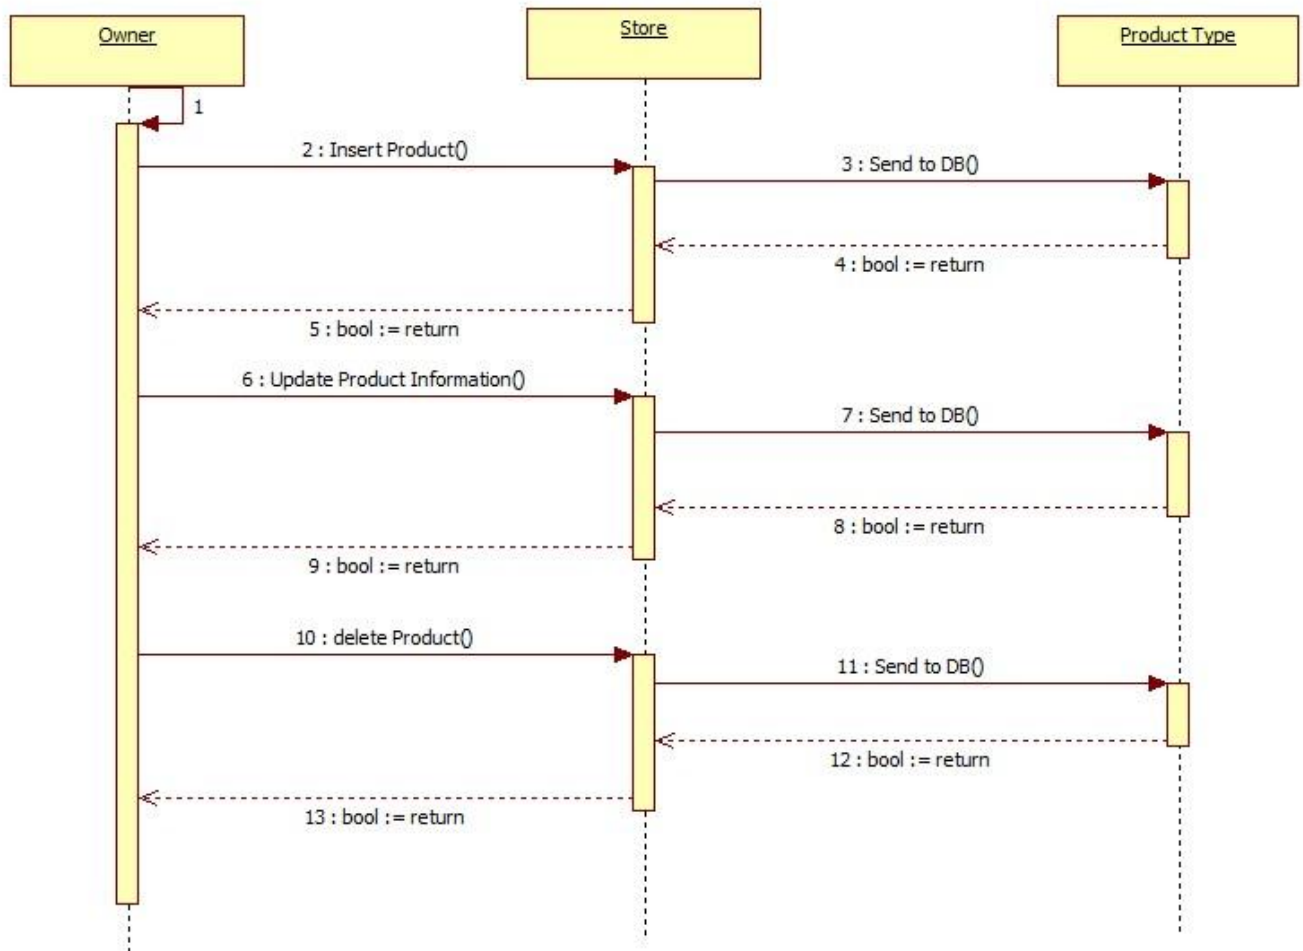 Owner
Store
Product Type
1
2 : Insert Product()
3 : Send to DB()
4 : bool := return
5 : bool := return
6 : Update Product Information()
7 : Send to DB()
8 : bool := return
9 : bool := return
10 : delete Product()
11 : Send to DB()
12 : bool := return
13 : bool := return